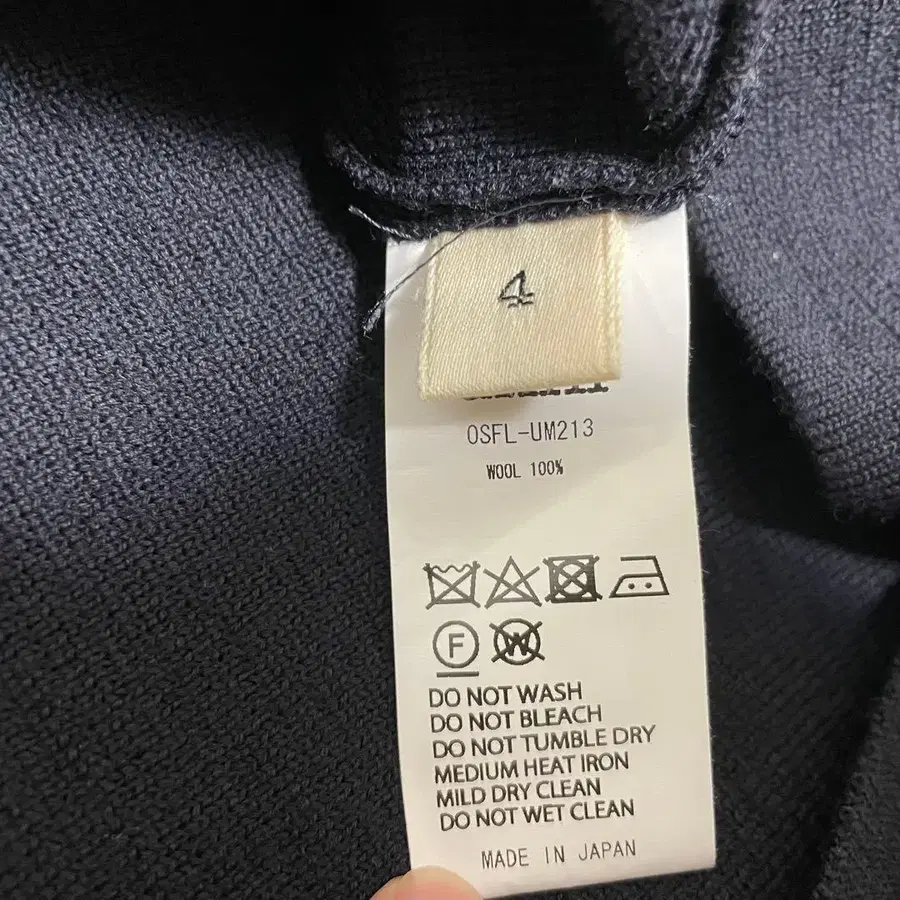 4
OSFL-UM213
WOOL 100%
F W
DO NOT WASH
DO NOT BLEACH
DO NOT TUMBLE DRY
MEDIUM HEAT IRON
MILD DRY CLEAN
DO NOT WET CLEAN
MADE IN JAPAN